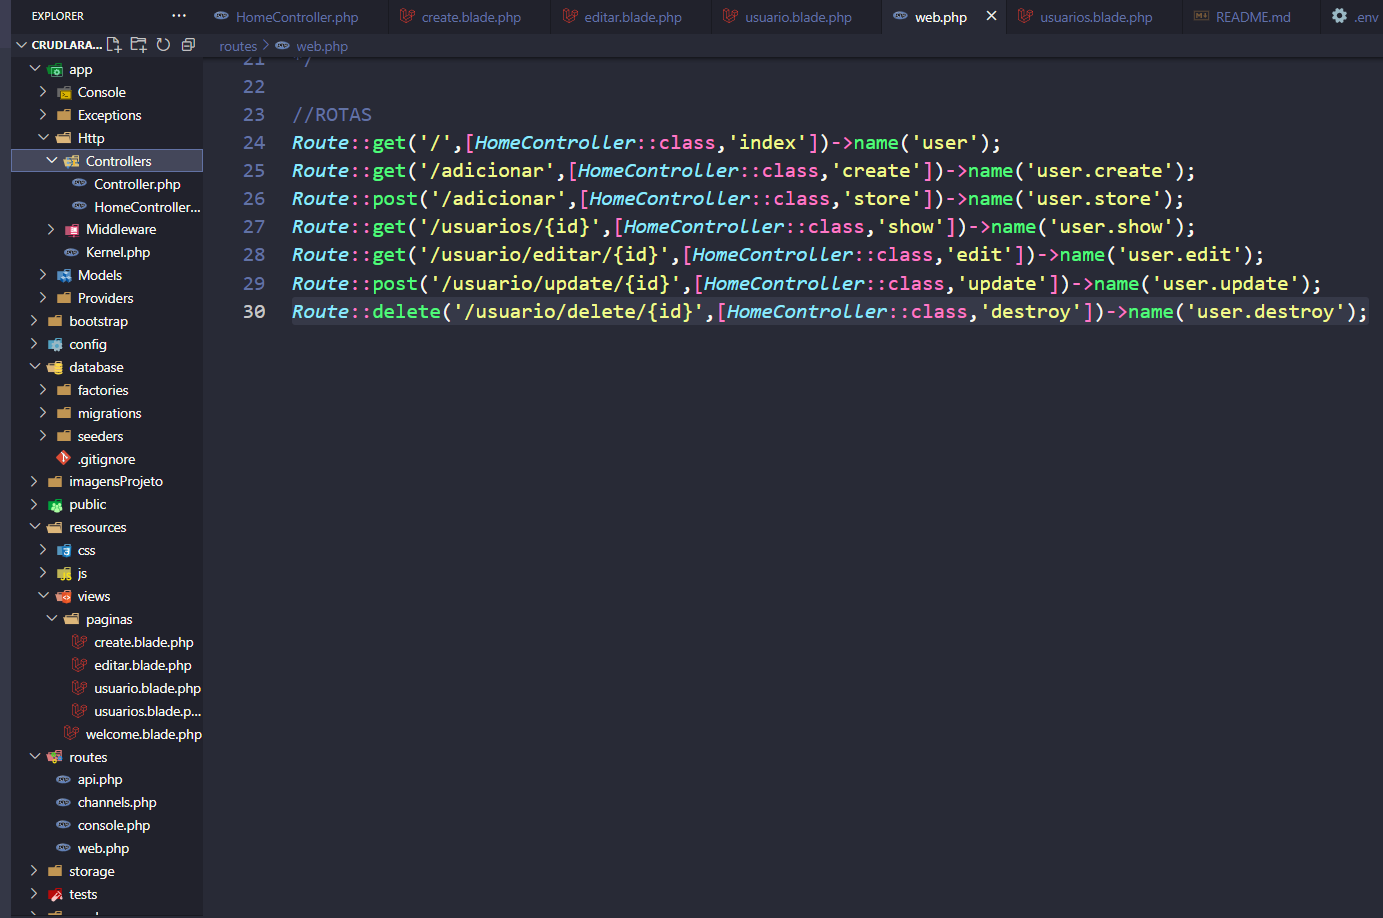 EXPLORER
···
HomeController.php
create.blade.php
editar.blade.php
usuario.blade.php
web.php
usuarios.blade.php
README.md
.env
CRUDLARA...
routes > web.php
app
Console
Exceptions
Http
Controllers
Controller.php
HomeController...
Middleware
Kernel.php
Models
Providers
bootstrap
config
database
factories
migrations
seeders
.gitignore
imagensProjeto
public
resources
css
js
views
paginas
create.blade.php
editar.blade.php
usuario.blade.php
usuarios.blade.p...
welcome.blade.php
routes
api.php
channels.php
console.php
web.php
storage
tests
21 */
22
23 //ROTAS
24 Route::get('/',[HomeController::class,'index'])->name('user');
25 Route::get('/adicionar',[HomeController::class,'create'])->name('user.create');
26 Route::post('/adicionar',[HomeController::class,'store'])->name('user.store');
27 Route::get('/usuarios/{id}',[HomeController::class,'show'])->name('user.show');
28 Route::get('/usuario/editar/{id}',[HomeController::class,'edit'])->name('user.edit');
29 Route::post('/usuario/update/{id}',[HomeController::class,'update'])->name('user.update');
30 Route::delete('/usuario/delete/{id}',[HomeController::class,'destroy'])->name('user.destroy');